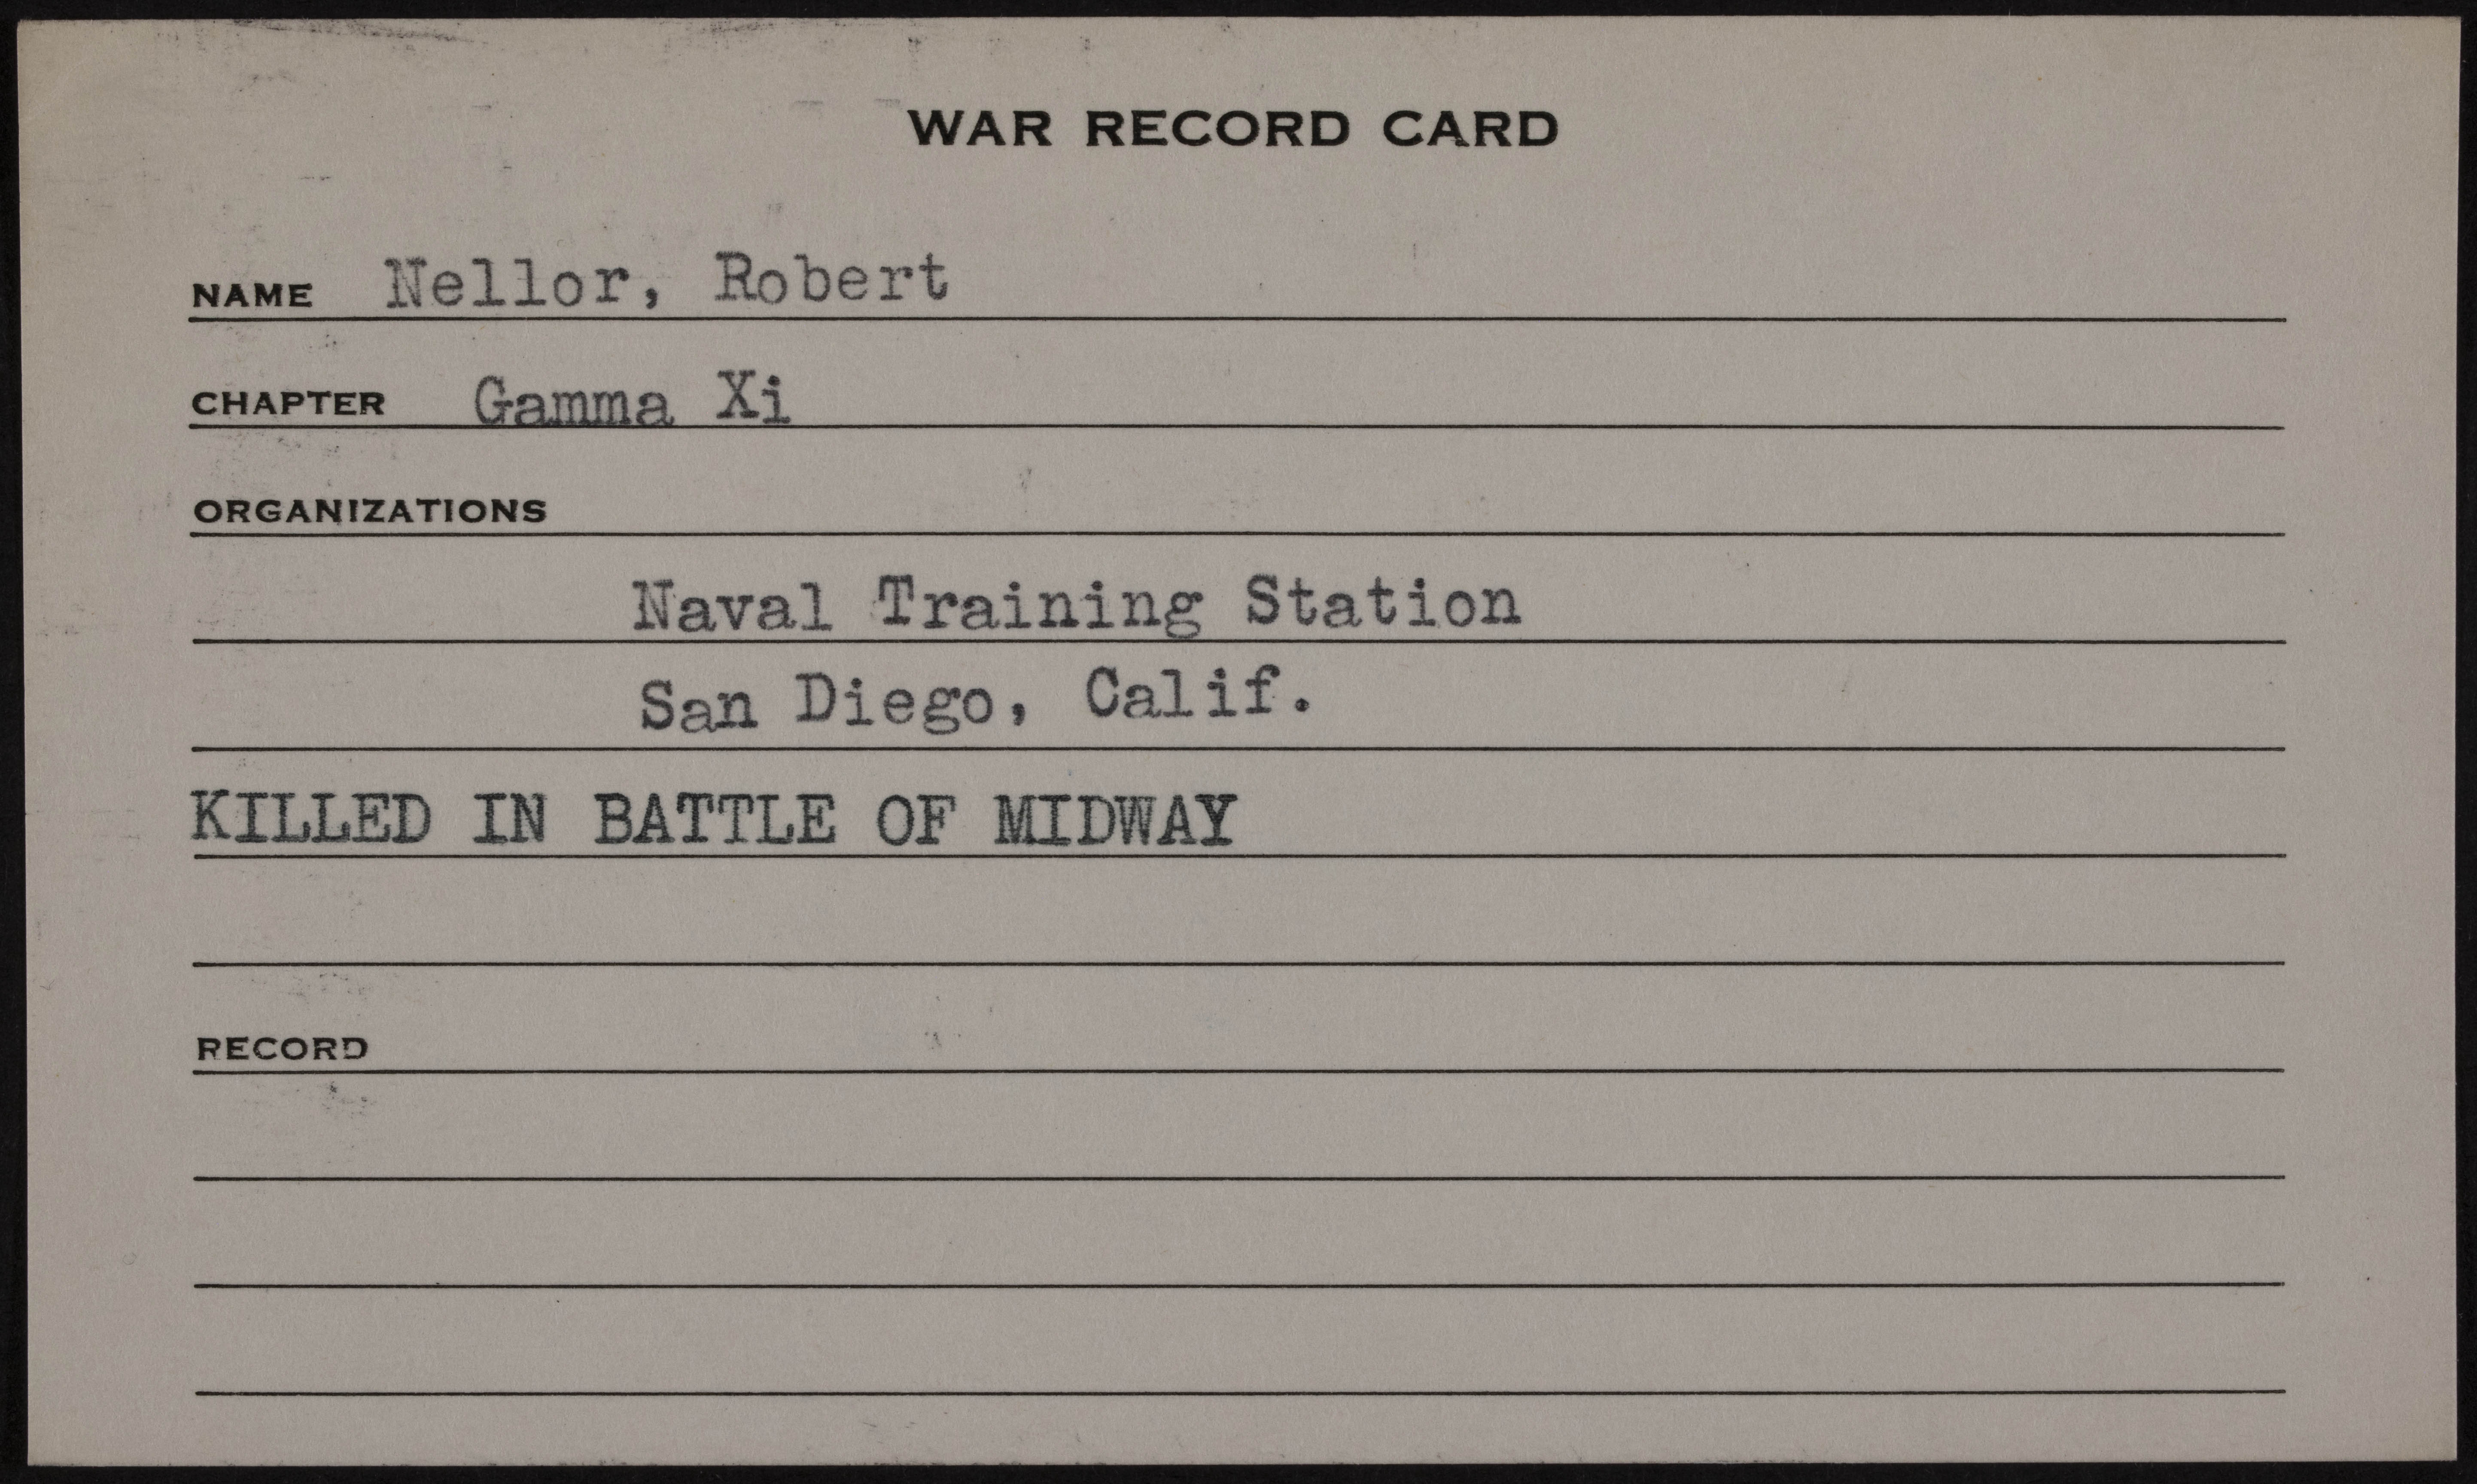 WAR RECORD CARD
NAME Nellor, Robert
CHAPTER Gamma Xi
ORGANIZATIONS
Naval Training Station
San Diego, Calif.
KILLED IN BATTLE OF MIDWAY
RECORD